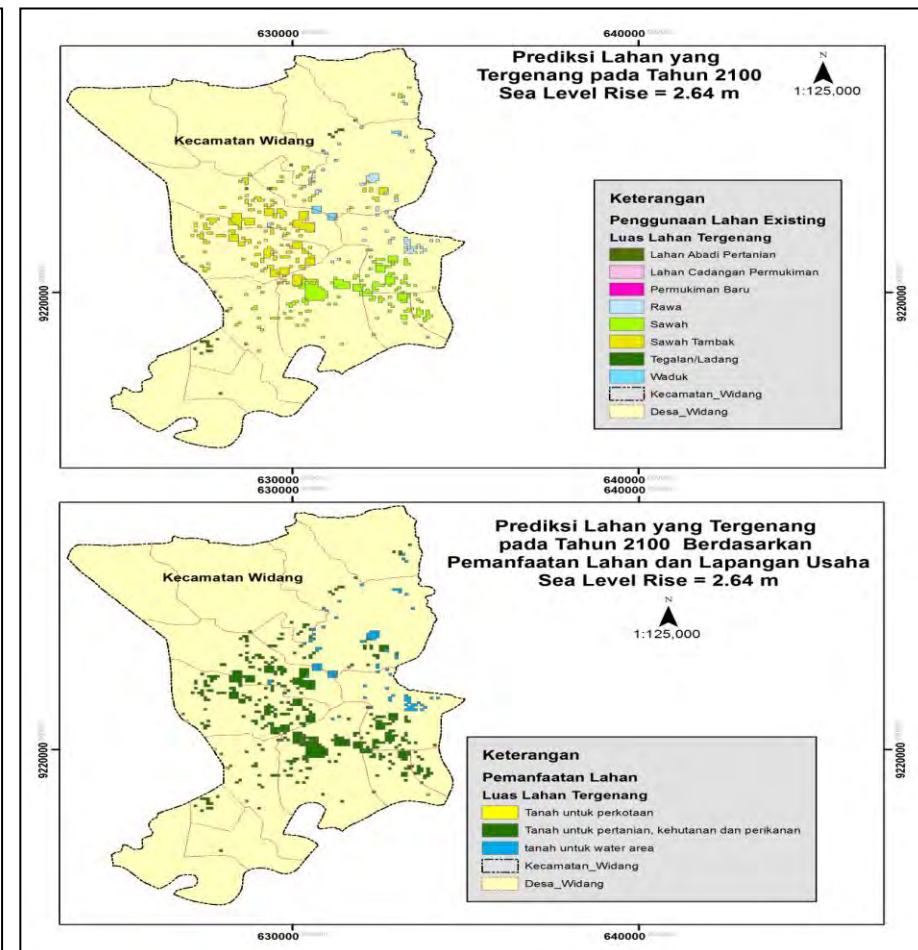 630000
640000
Prediksi Lahan yang
Tergenang pada Tahun 2100
Sea Level Rise = 2.64 m
N
1:125,000
Kecamatan Widang
9220000
9220000
Keterangan
Penggunaan Lahan Existing
Luas Lahan Tergenang
Lahan Abadi Pertanian
Lahan Cadangan Permukiman
Permukiman Baru
Rawa
Sawah
Sawah Tambak
Tegalan/Ladang
Waduk
Kecamatan_Widang
Desa_Widang
630000
640000
630000
640000
Prediksi Lahan yang Tergenang
pada Tahun 2100 Berdasarkan
Pemanfaatan Lahan dan Lapangan Usaha
Sea Level Rise = 2.64 m
N
1:125,000
Kecamatan Widang
9220000
9220000
Keterangan
Pemanfaatan Lahan
Luas Lahan Tergenang
Tanah untuk perkotaan
Tanah untuk pertanian, kehutanan dan perikanan
tanah untuk water area
Kecamatan_Widang
Desa_Widang
630000
640000